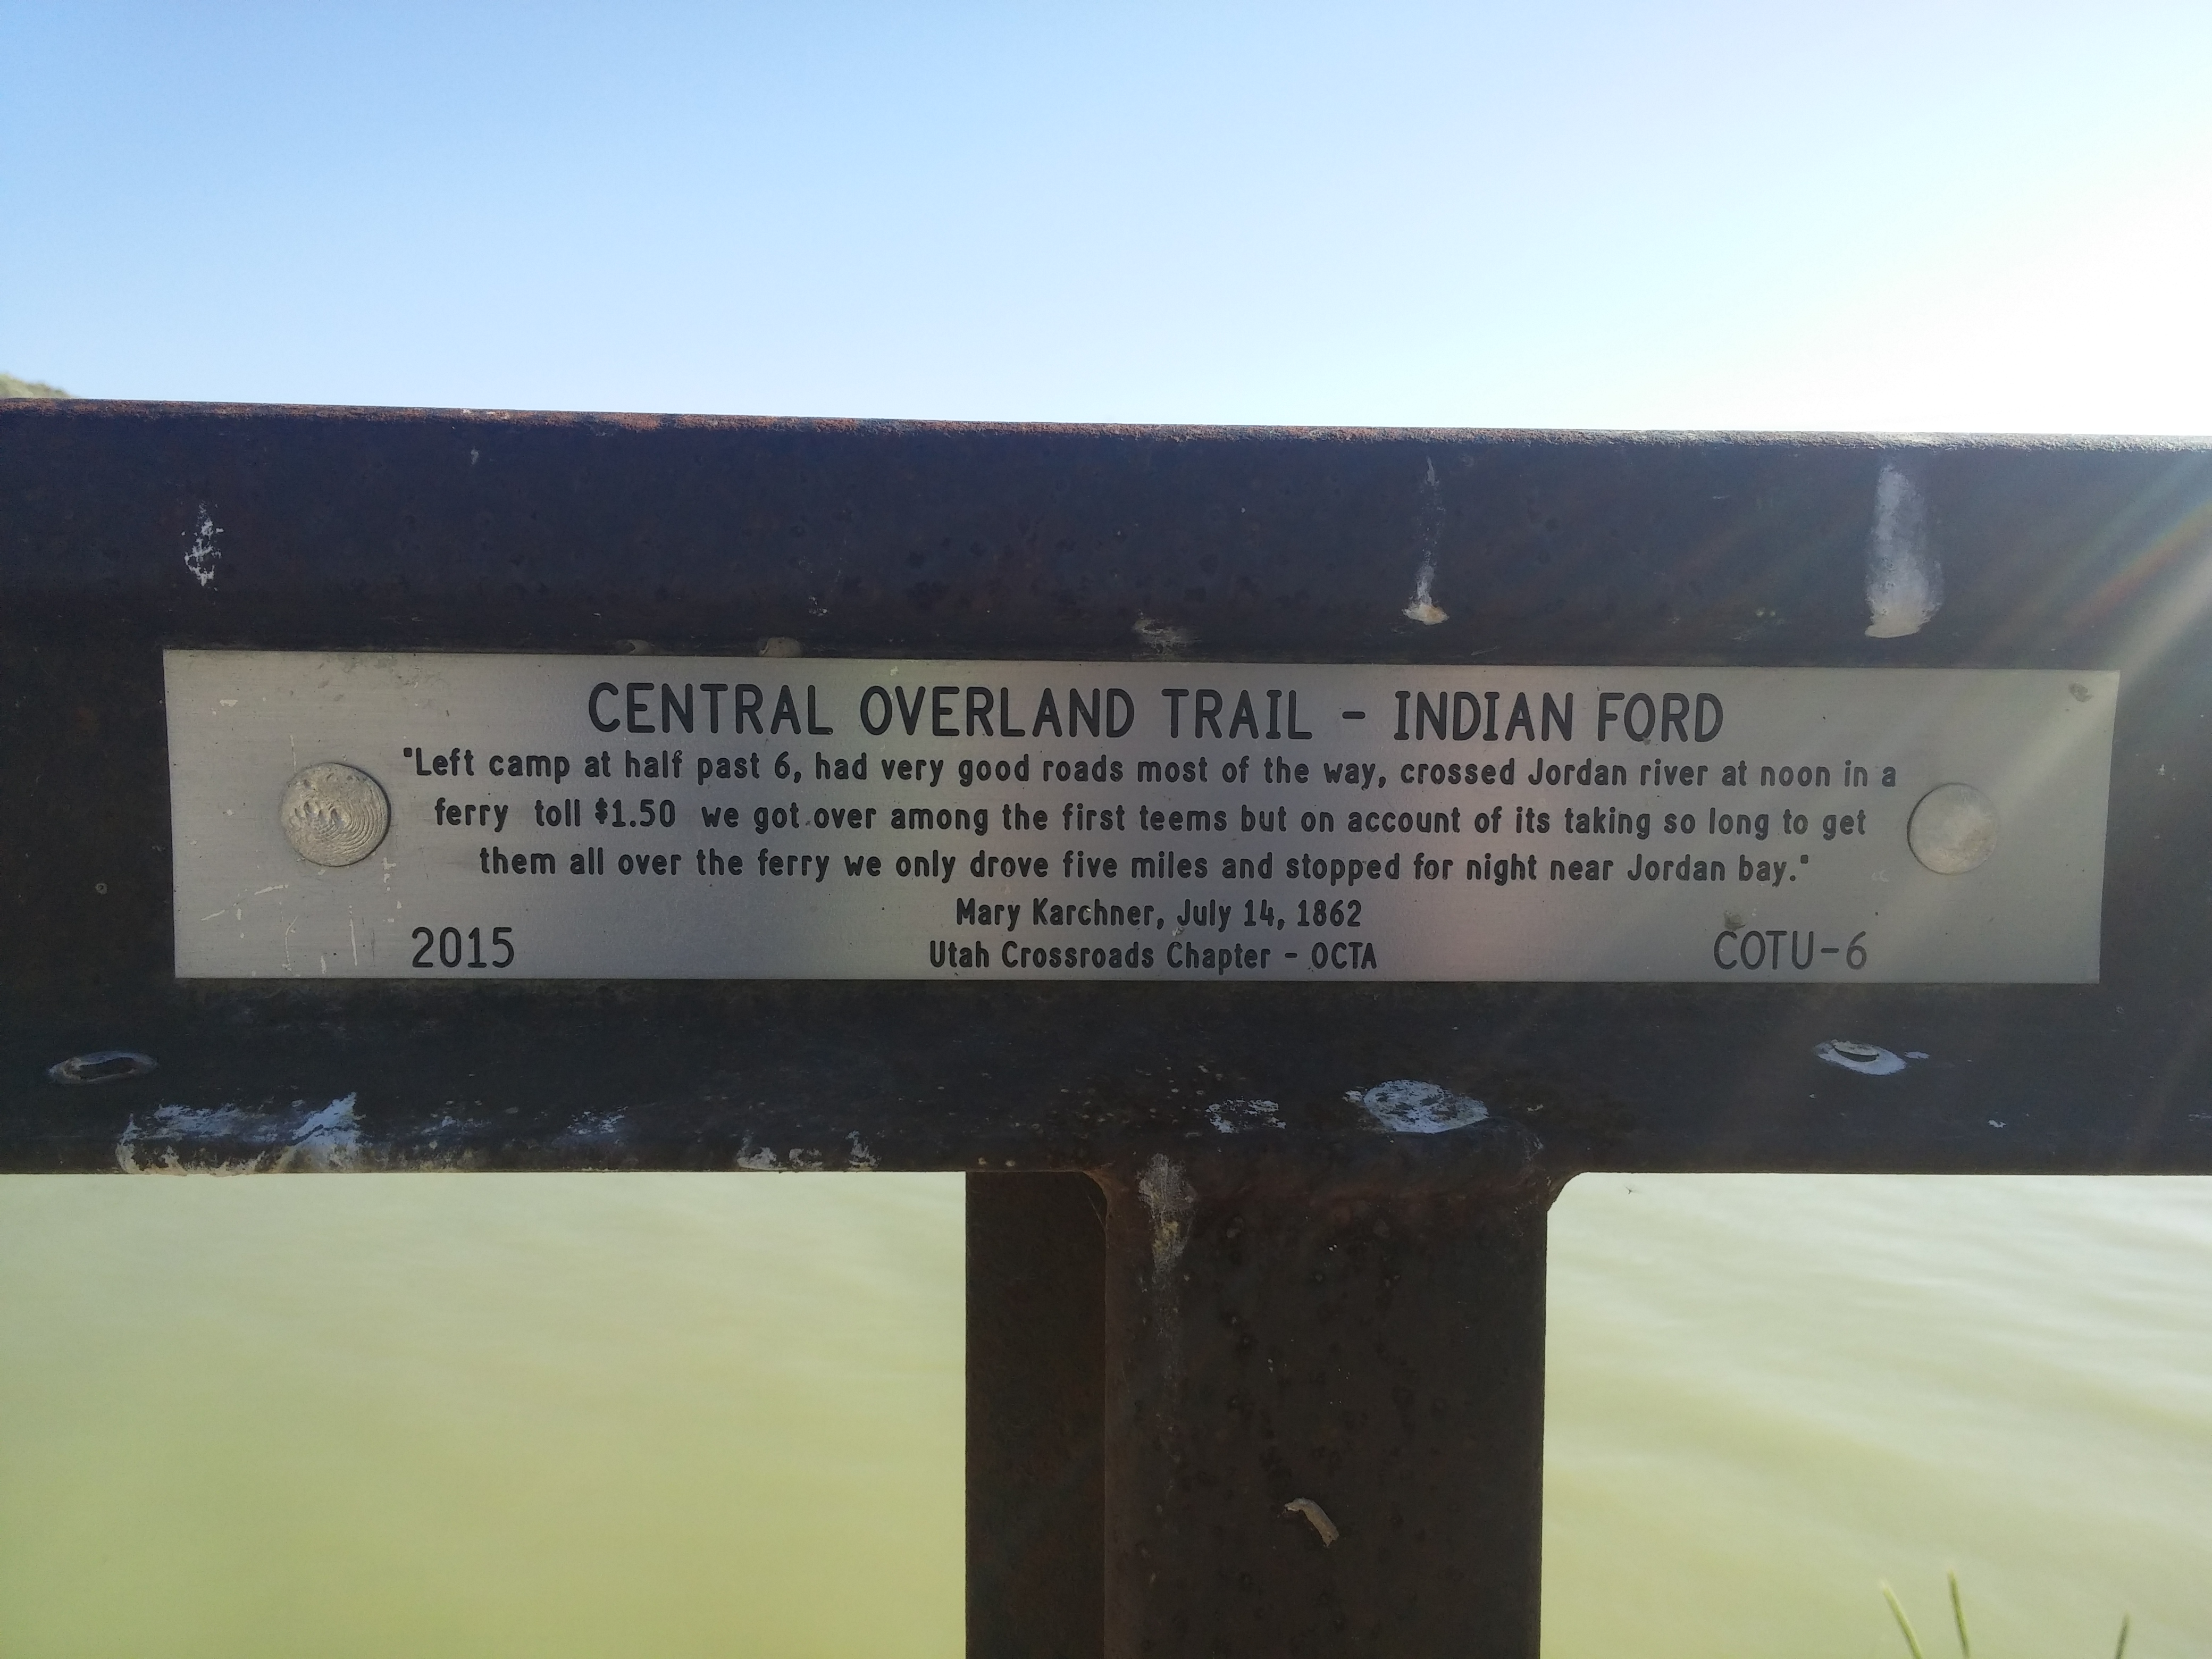 CENTRAL OVERLAND TRAIL - INDIAN FORD
"Left camp at half past 6, had very good roads most of the way, crossed Jordan river at noon in a
ferry toll $1.50 we got over among the first teems but on account of its taking so long to get
them all over the ferry we only drove five miles and stopped for night near Jordan bay."
Mary Karchner, July 14, 1862
2015 Utah Crossroads Chapter - OCTA COTU-6